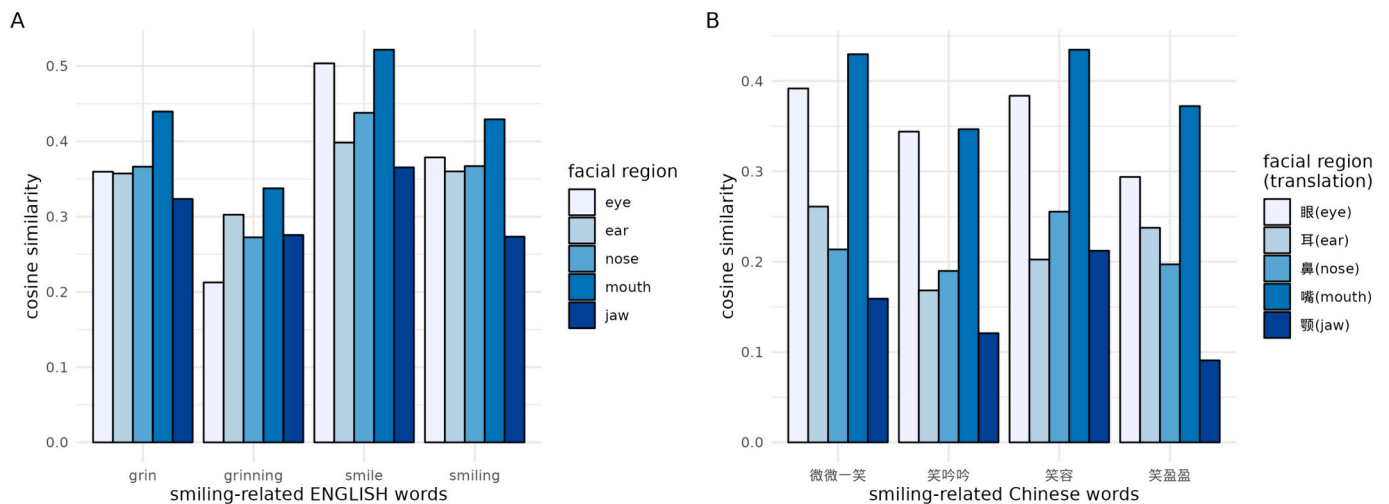 A
cosine similarity
0.5
0.4
0.3
0.2
0.1
0.0
grin
grinning
smile
smiling
smiling-related ENGLISH words
facial region
eye
ear
nose
mouth
jaw
B
cosine similarity
0.4
0.3
0.2
0.1
0.0
微微一笑
笑吟吟
笑容
笑盈盈
smiling-related Chinese words
facial region
(translation)
眼(eye)
耳(ear)
鼻(nose)
嘴(mouth)
颚(jaw)